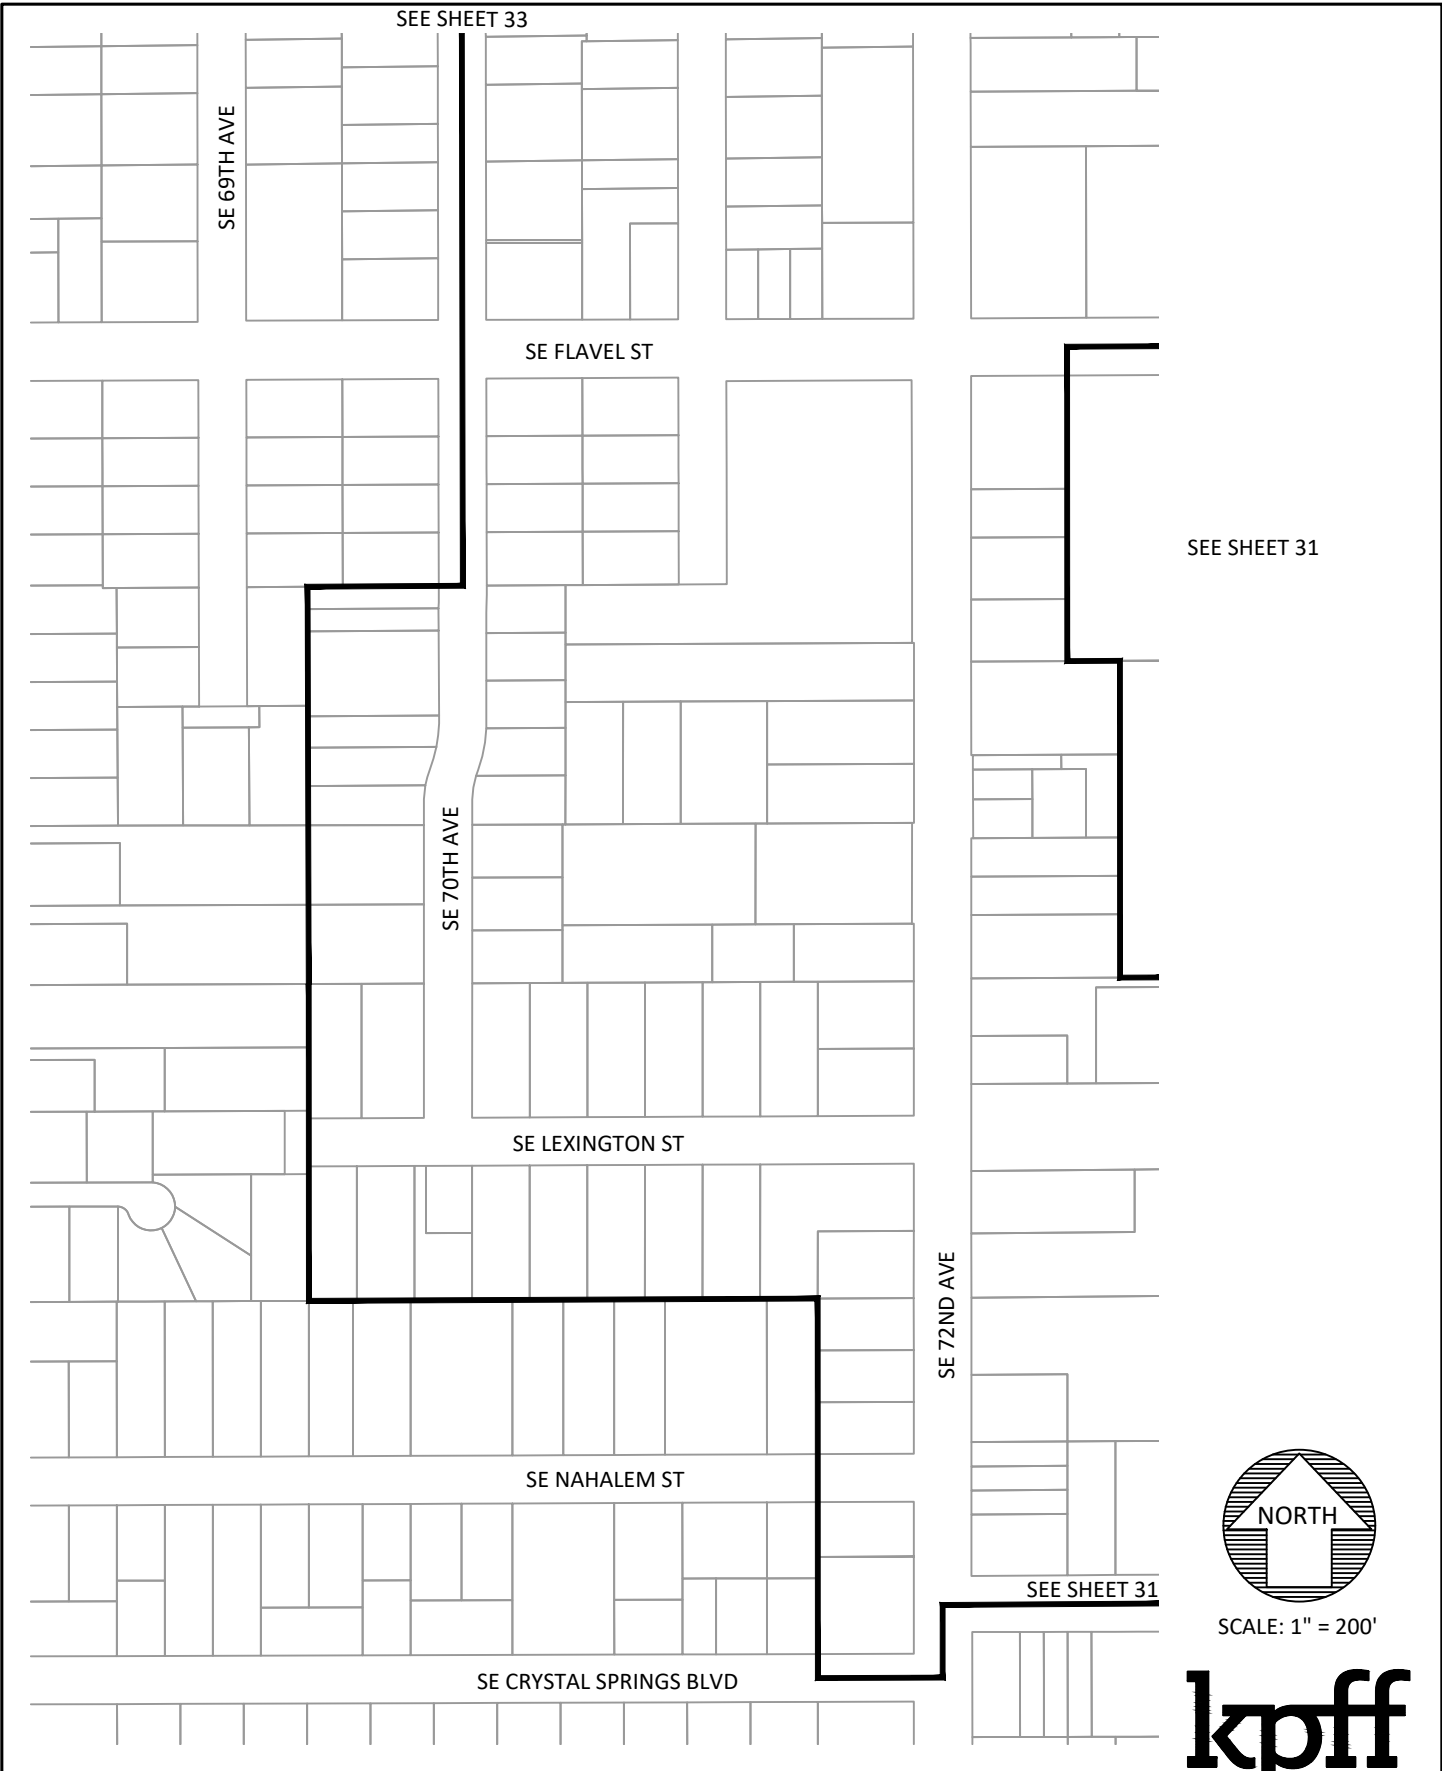 SEE SHEET 33
SE 69TH AVE
SE FLAVEL ST
SEE SHEET 31
SE 70TH AVE
SE LEXINGTON ST
SE 72ND AVE
SE NAHALEM ST
NORTH
SEE SHEET 31
SCALE: 1" = 200'
SE CRYSTAL SPRINGS BLVD
kpff